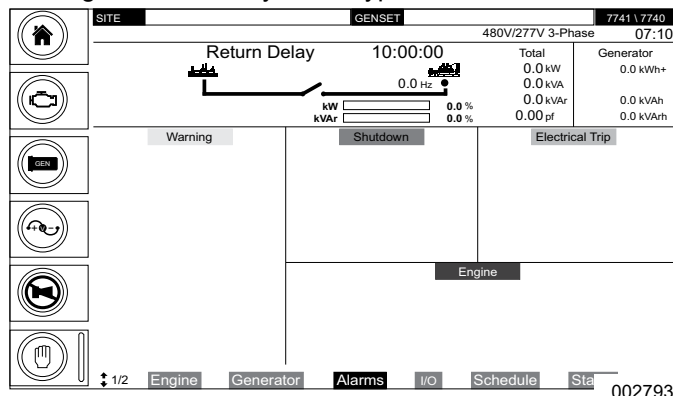 SITE GENSET 7741 \ 7740
480V/277V 3-Phase 07:10
Return Delay 10:00:00 Total Generator
0.0 kW 0.0 kWh+
0.0 Hz 0.0 kVA
kW 0.0 % 0.0 kVAr 0.0 kVAh
kVAr 0.0 % 0.00 pf 0.0 kVArh
Warning Shutdown Electrical Trip
GEN
Engine
1/2 Engine Generator Alarms I/O Schedule Sta
002793